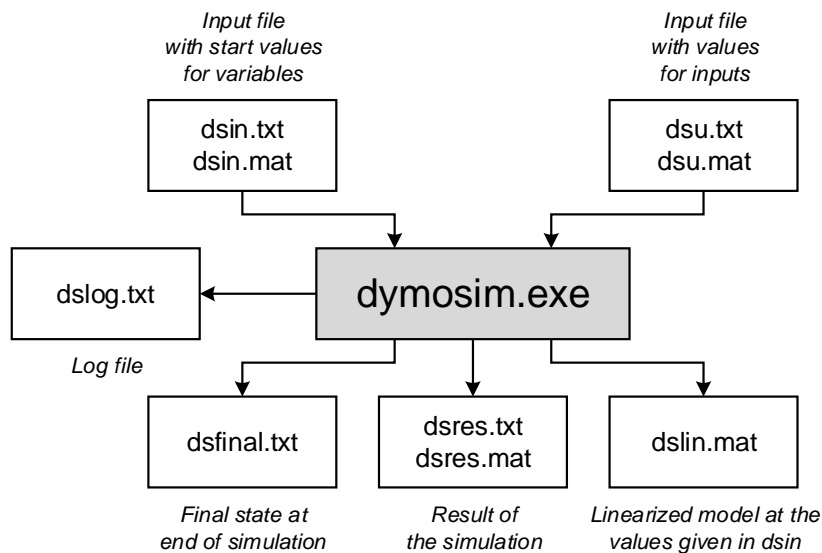 Input file
with start values
for variables
Input file
with values
for inputs
dsin.txt
dsin.mat
dsu.txt
dsu.mat
dslog.txt
dymosim.exe
Log file
dsfinal.txt
dsres.txt
dsres.mat
dslin.mat
Final state at
end of simulation
Result of
the simulation
Linearized model at the
values given in dsin